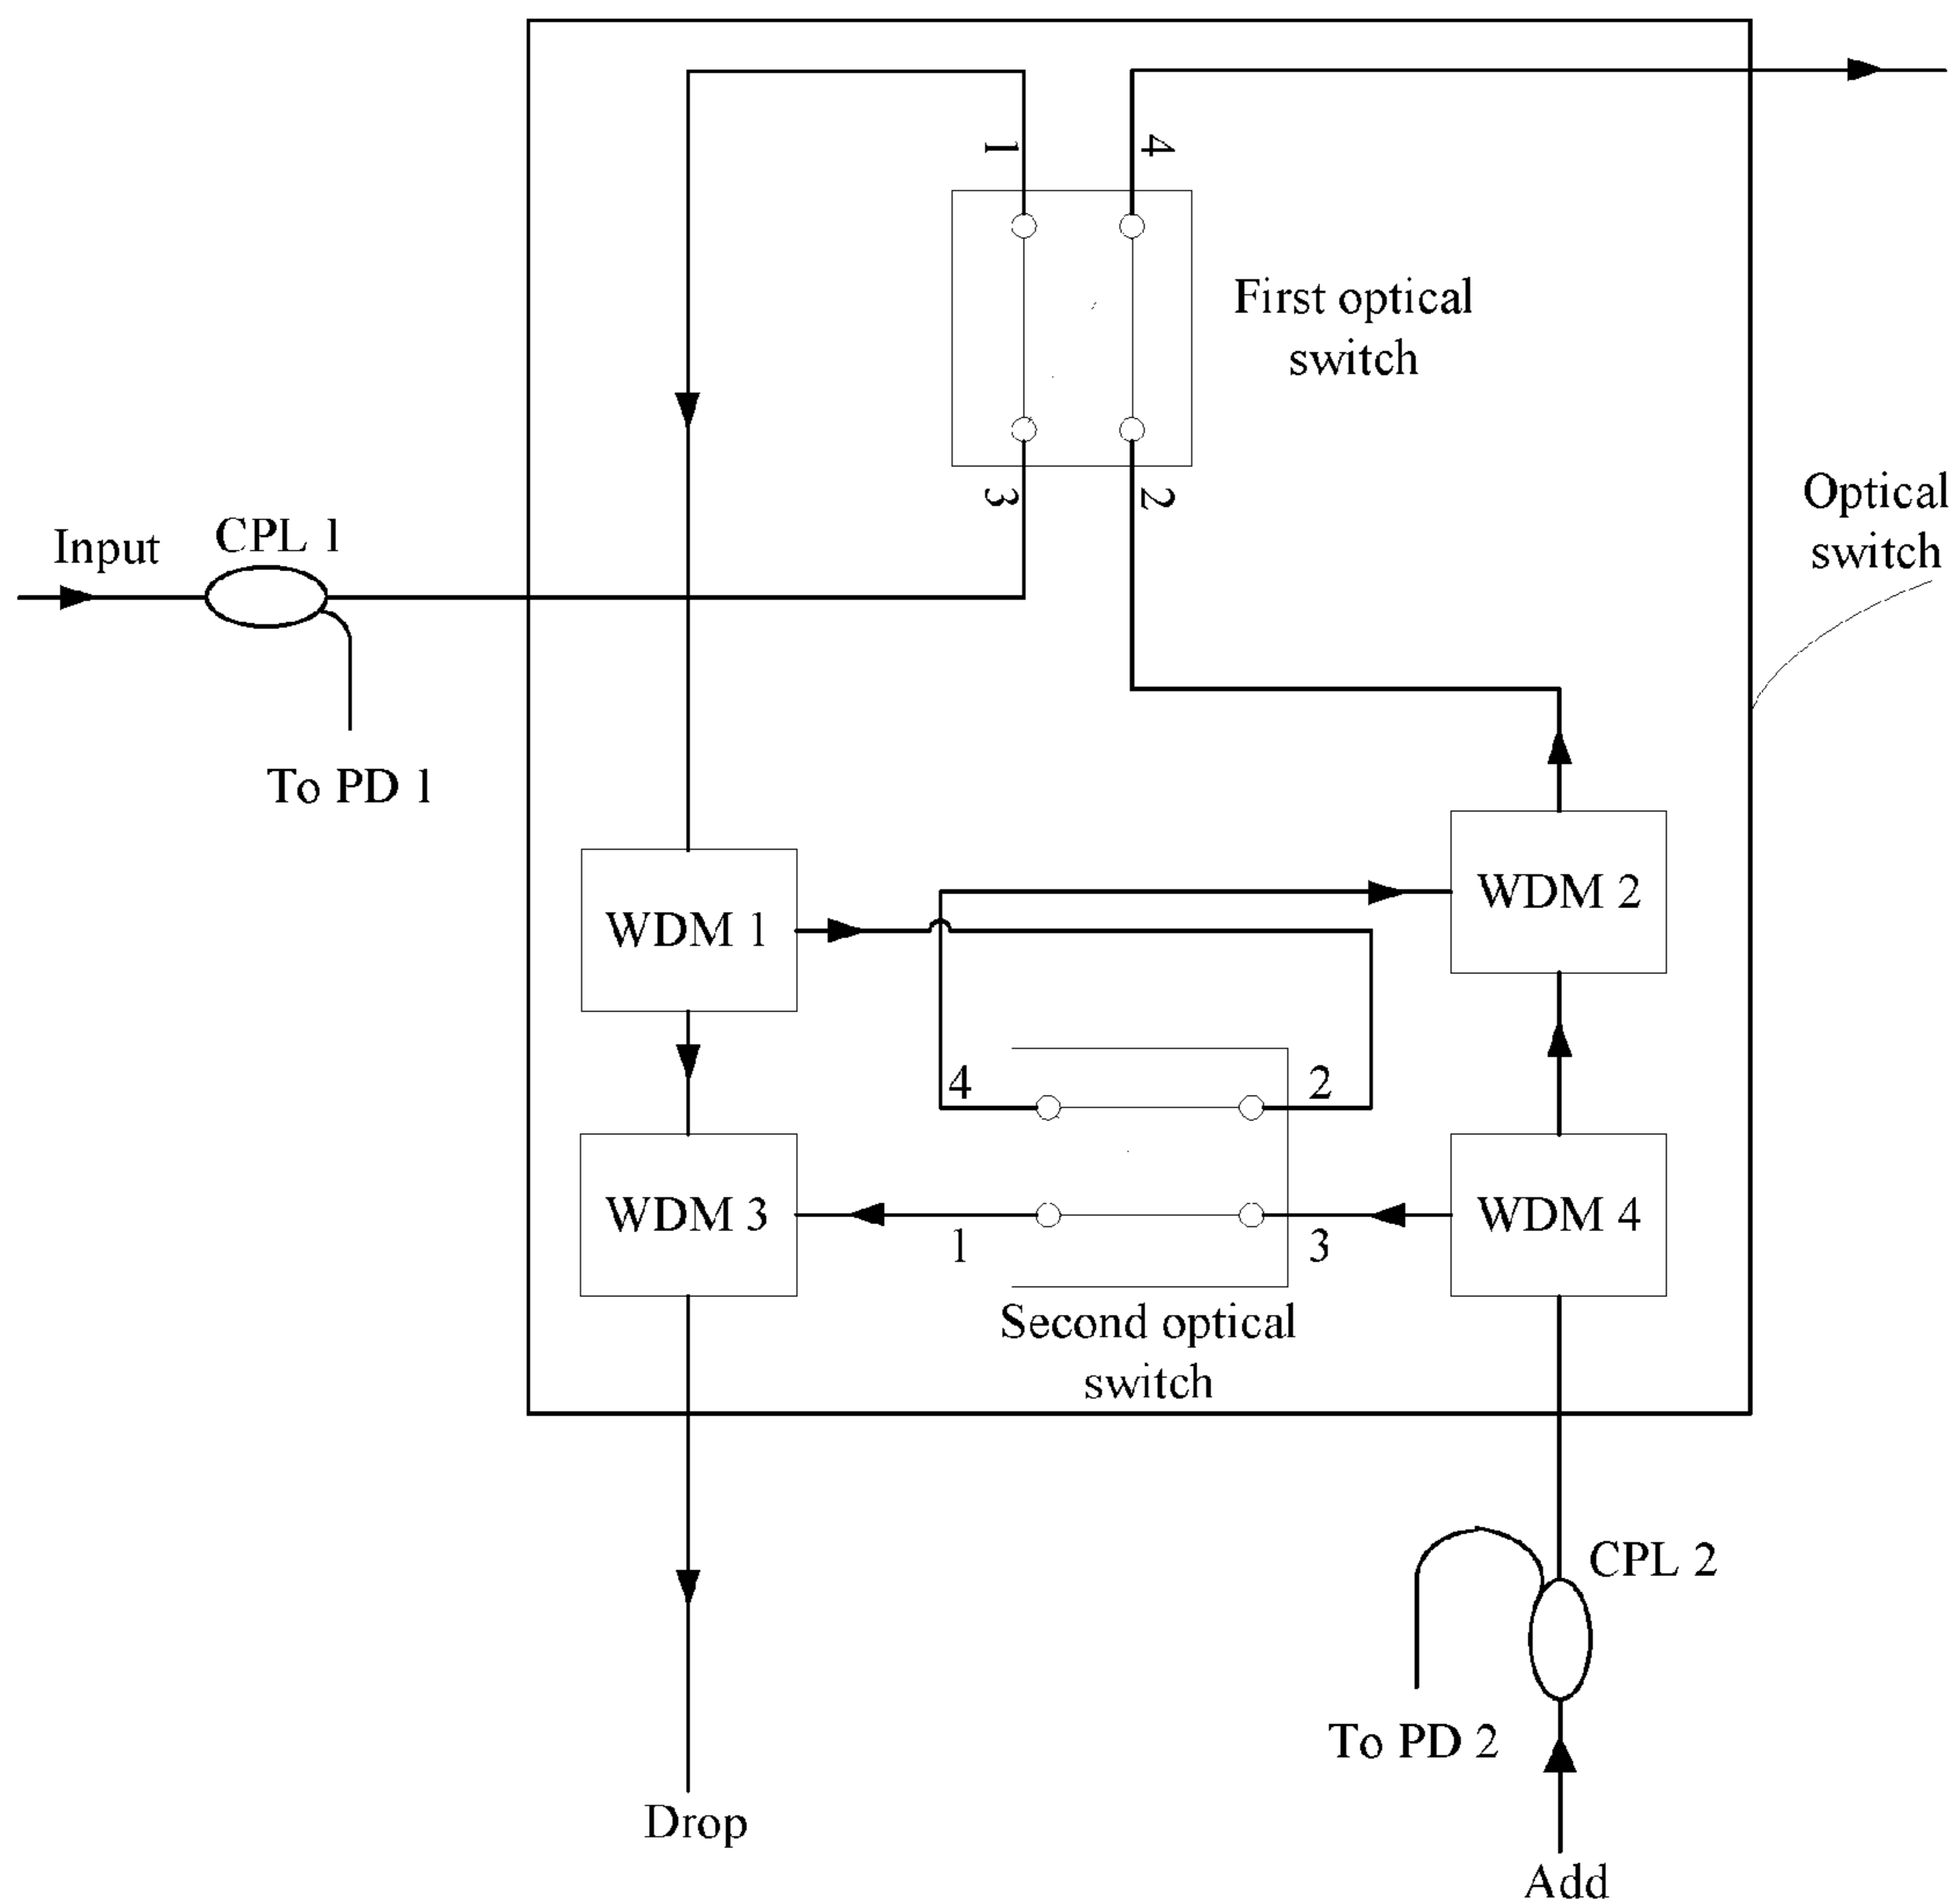 1
4
First optical
switch
3
2
Optical
switch
Input
CPL 1
To PD 1
WDM 2
WDM 1
4
2
WDM 3
WDM 4
1
3
Second optical
switch
CPL 2
To PD 2
Drop
Add